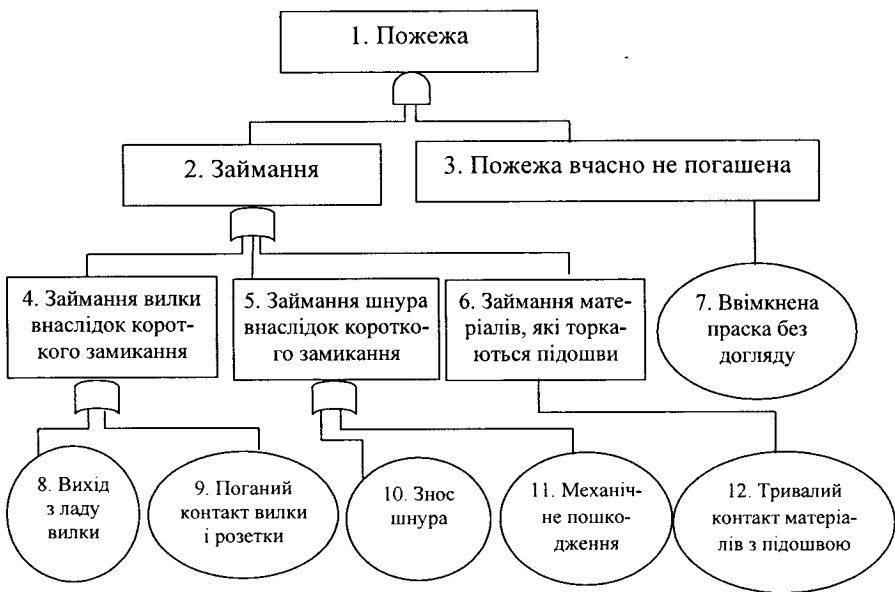 1. Пожежа
2. Займання
3. Пожежа вчасно не погашена
4. Займання вилки
внаслідок корот-
кого замикання
5. Займання шнура
внаслідок коротко-
го замикання
6. Займання мате-
ріалів, які торка-
ються підошви
7. Ввімкнена
праска без
догляду
8. Вихід
з ладу
вилки
9. Поганий
контакт вилки
і розетки
10. Знос
шнура
11. Механіч-
не пошко-
дження
12. Тривалий
контакт матеріа-
лів з підошвою